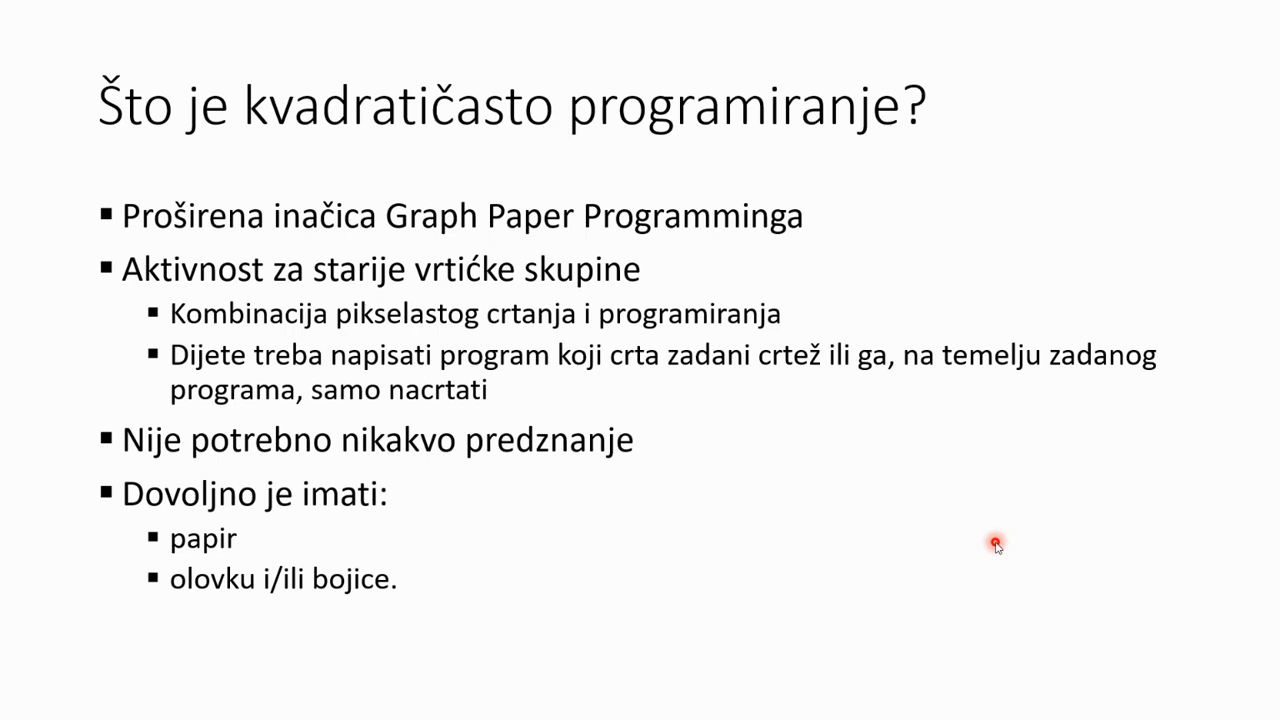 Što je kvadratičasto programiranje?
▪ Proširena inačica Graph Paper Programminga
▪ Aktivnost za starije vrtićke skupine
▪ Kombinacija pikselastog crtanja i programiranja
▪ Dijete treba napisati program koji crta zadani crtež ili ga, na temelju zadanog
programa, samo nacrtati
▪ Nije potrebno nikakvo predznanje
▪ Dovoljno je imati:
▪ papir
▪ olovku i/ili bojice.